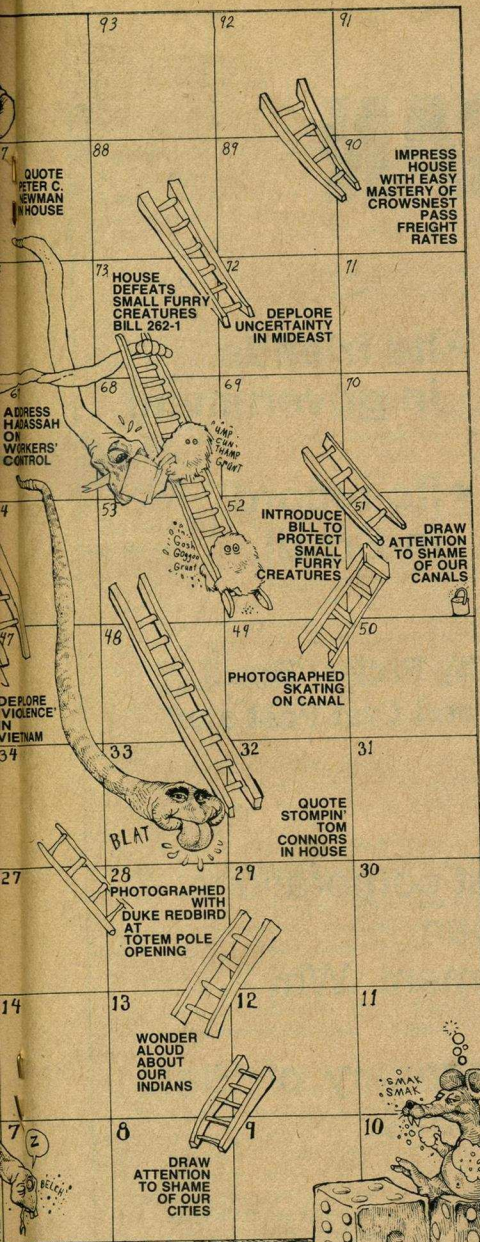 93
92
91
7
88
89
90
QUOTE
PETER C.
NEWMAN
IN HOUSE
IMPRESS
HOUSE
WITH EASY
MASTERY OF
CROWSNEST
PASS
FREIGHT
RATES
73
72
71
HOUSE
DEFEATS
SMALL FURRY
CREATURES
BILL 262-1
DEPLORE
UNCERTAINTY
IN MIDEAST
68
69
70
ADDRESS
HADASSAH
ON
WORKERS'
CONTROL
UMP
GUN
THAMP
GRUNT
53
52
51
INTRODUCE
BILL TO
PROTECT
SMALL
FURRY
CREATURES
DRAW
ATTENTION
TO SHAME
OF OUR
CANALS
Gosh
Goggoo
Grunt
47
48
49
50
PHOTOGRAPHED
SKATING
ON CANAL
DEPLORE
'VIOLENCE'
IN
VIETNAM
34
33
32
31
QUOTE
STOMPIN'
TOM
CONNORS
IN HOUSE
BLAT
27
28
29
30
PHOTOGRAPHED
WITH
DUKE REDBIRD
AT
TOTEM POLE
OPENING
14
13
12
11
WONDER
ALOUD
ABOUT
OUR
INDIANS
SMAK
SMAK
7
8
9
10
Z
BELCH
DRAW
ATTENTION
TO SHAME
OF OUR
CITIES